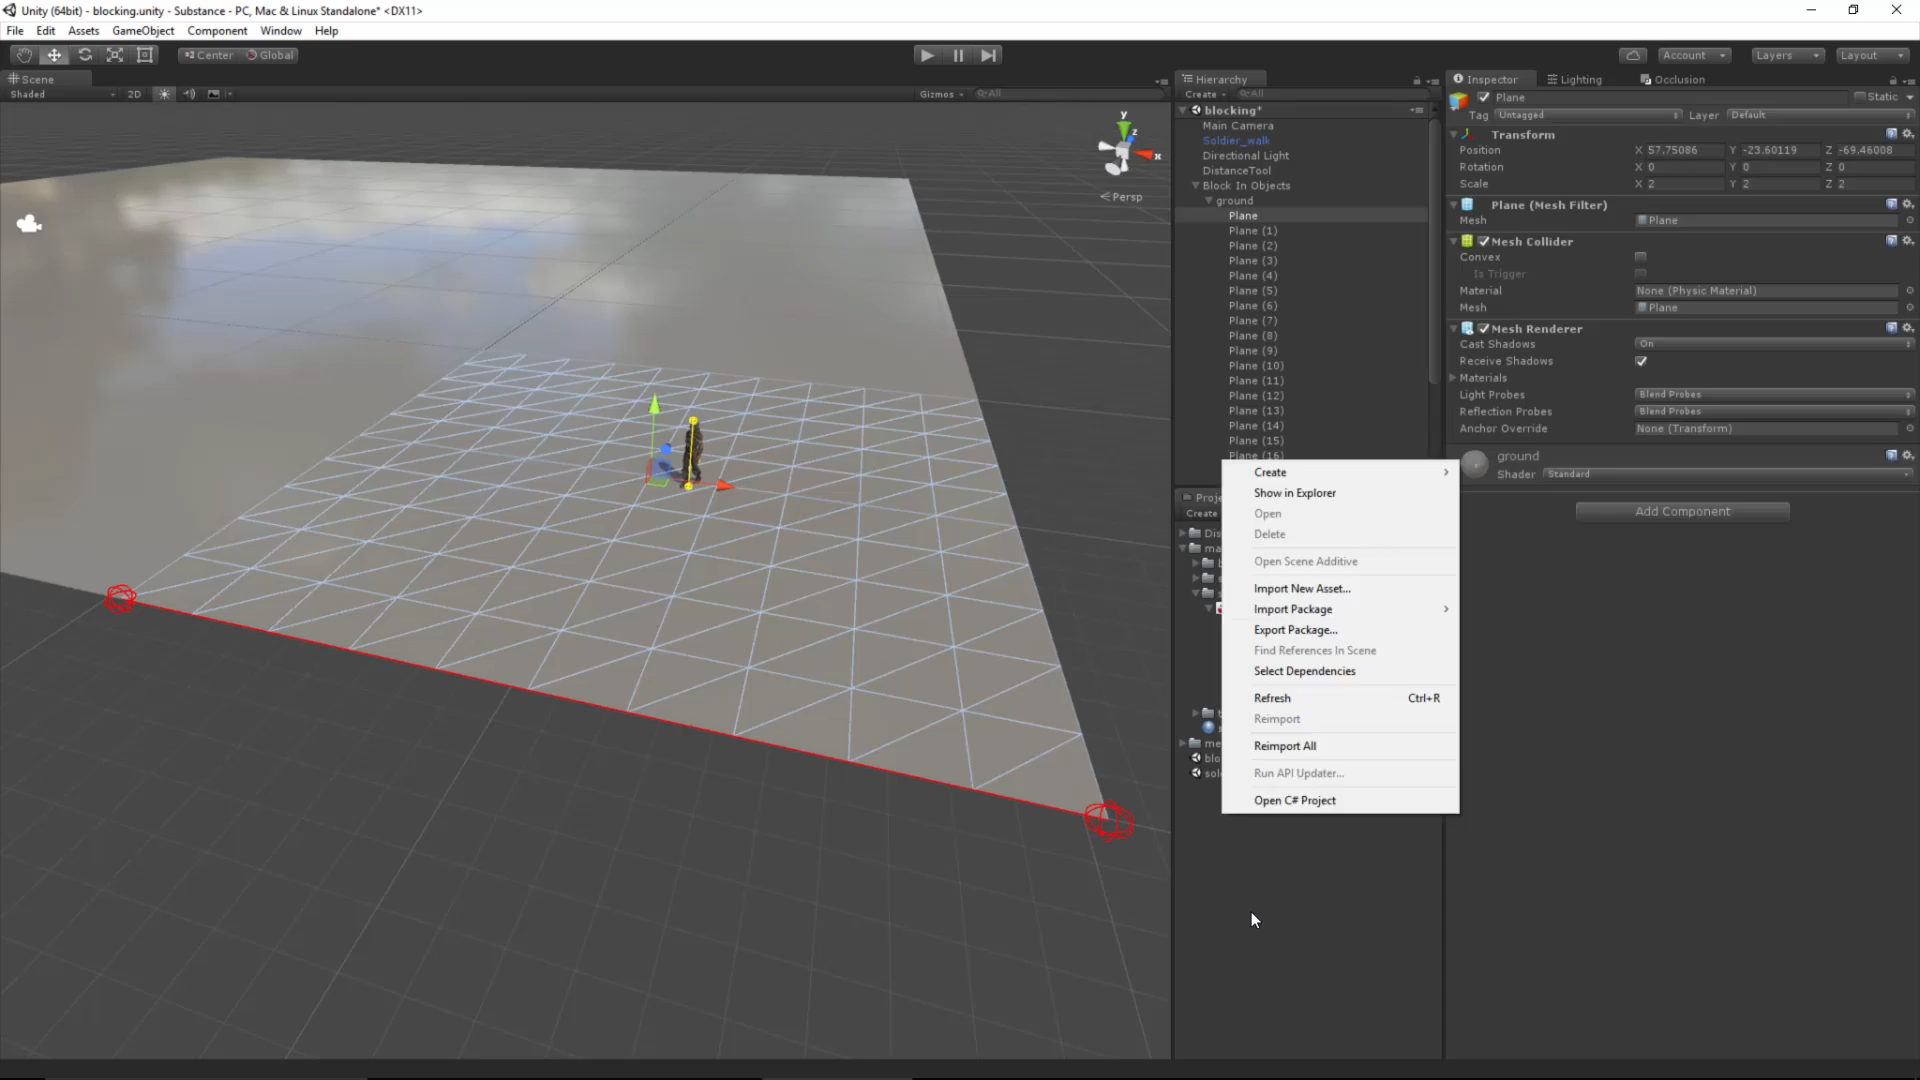 Unity (64bit) - blocking.unity - Substance - PC, Mac & Linux Standalone* <DX11>
File Edit Assets GameObject Component Window Help
Center Global
Account Layers Layout
Scene
Shaded 2D Gizmos All
y
z
x
Persp
Hierarchy
Create All
blocking*
Main Camera
Soldier_walk
Directional Light
DistanceTool
Block In Objects
ground
Plane
Plane (1)
Plane (2)
Plane (3)
Plane (4)
Plane (5)
Plane (6)
Plane (7)
Plane (8)
Plane (9)
Plane (10)
Plane (11)
Plane (12)
Plane (13)
Plane (14)
Plane (15)
Plane (16)
Create
Create
Show in Explorer
Open
Delete
Open Scene Additive
Import New Asset...
Import Package
Export Package...
Find References In Scene
Select Dependencies
Refresh Ctrl+R
Reimport
Reimport All
Run API Updater...
Open C# Project
Inspector Lighting Occlusion
Plane Static
Tag Untagged Layer Default
Transform
Position X 57.75086 Y -23.60119 Z -69.46008
Rotation X 0 Y 0 Z 0
Scale X 2 Y 2 Z 2
Plane (Mesh Filter)
Mesh Plane
Mesh Collider
Convex
Is Trigger
Material None (Physic Material)
Mesh Plane
Mesh Renderer
Cast Shadows On
Receive Shadows
Materials
Light Probes Blend Probes
Reflection Probes Blend Probes
Anchor Override None (Transform)
ground
Shader Standard
Add Component